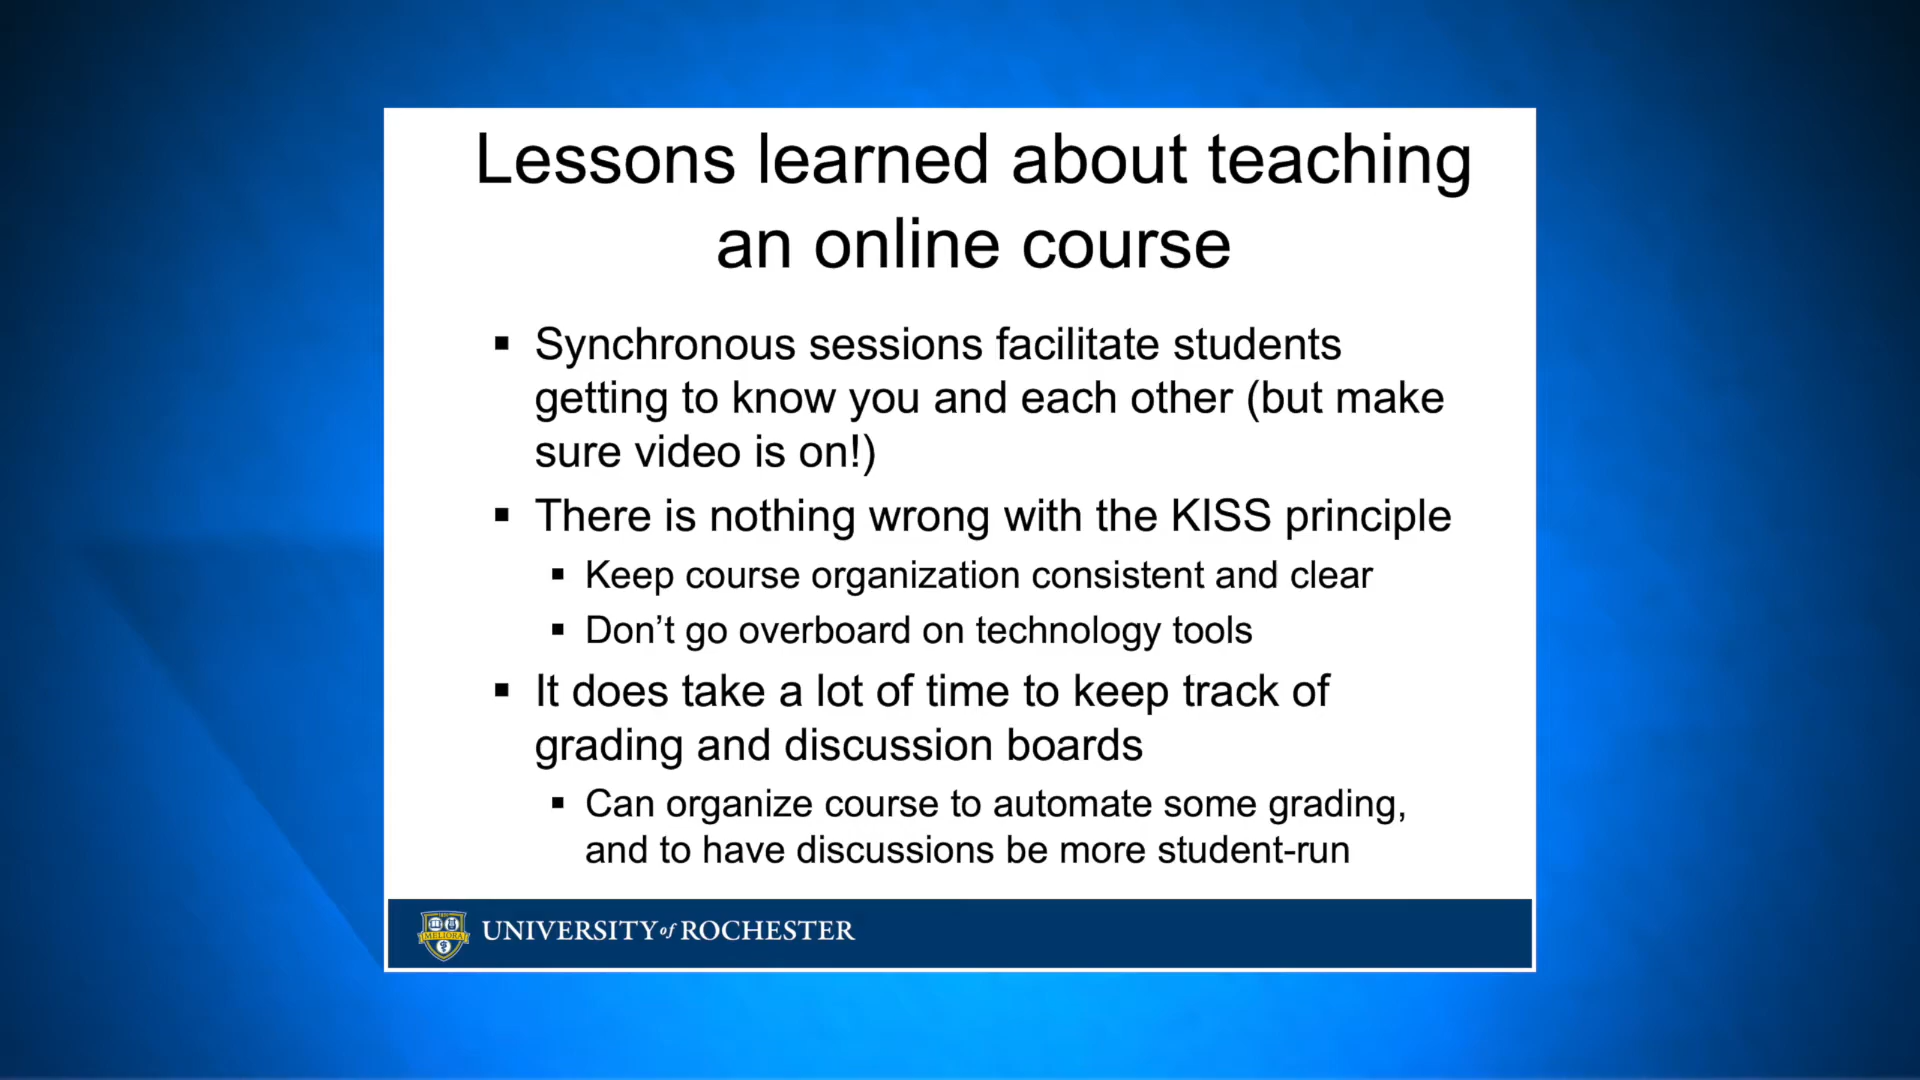 Lessons learned about teaching
an online course
▪ Synchronous sessions facilitate students
getting to know you and each other (but make
sure video is on!)
▪ There is nothing wrong with the KISS principle
▪ Keep course organization consistent and clear
▪ Don’t go overboard on technology tools
▪ It does take a lot of time to keep track of
grading and discussion boards
▪ Can organize course to automate some grading,
and to have discussions be more student-run
MELIORA
UNIVERSITY of ROCHESTER